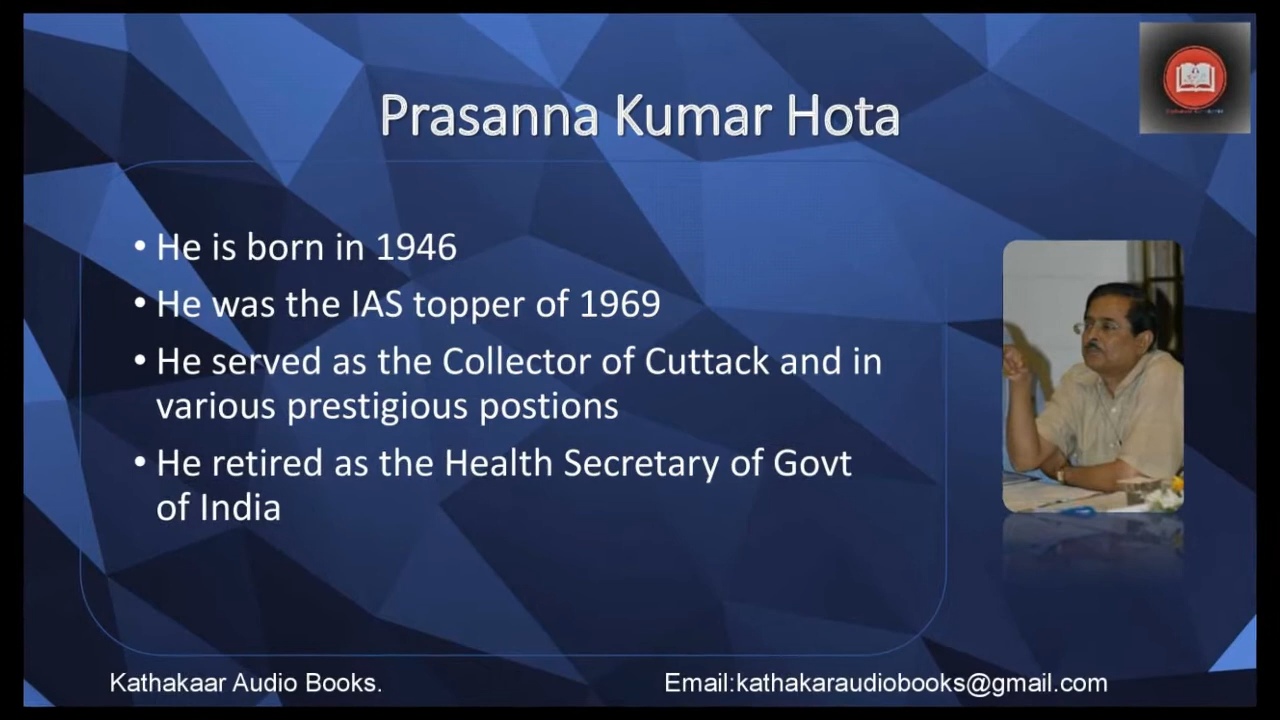 Prasanna Kumar Hota
• He is born in 1946
• He was the IAS topper of 1969
• He served as the Collector of Cuttack and in
various prestigious postions
• He retired as the Health Secretary of Govt
of India
Kathakaar Audio Books.
Email:kathakaraudiobooks@gmail.com